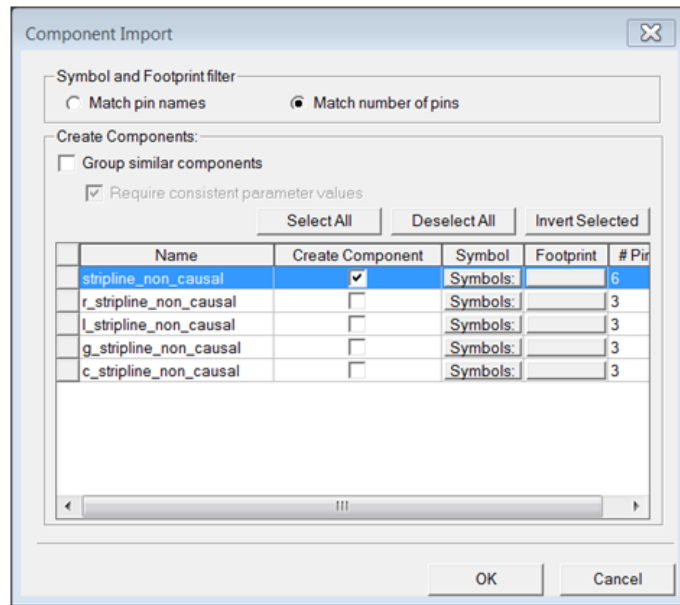 Component Import
Symbol and Footprint filter
Match pin names Match number of pins
Create Components:
Group similar components
Require consistent parameter values
Select All Deselect All Invert Selected
Name Create Component Symbol Footprint # Pin
stripline_non_causal Symbols: 6
r_stripline_non_causal Symbols: 3
l_stripline_non_causal Symbols: 3
g_stripline_non_causal Symbols: 3
c_stripline_non_causal Symbols: 3
OK Cancel